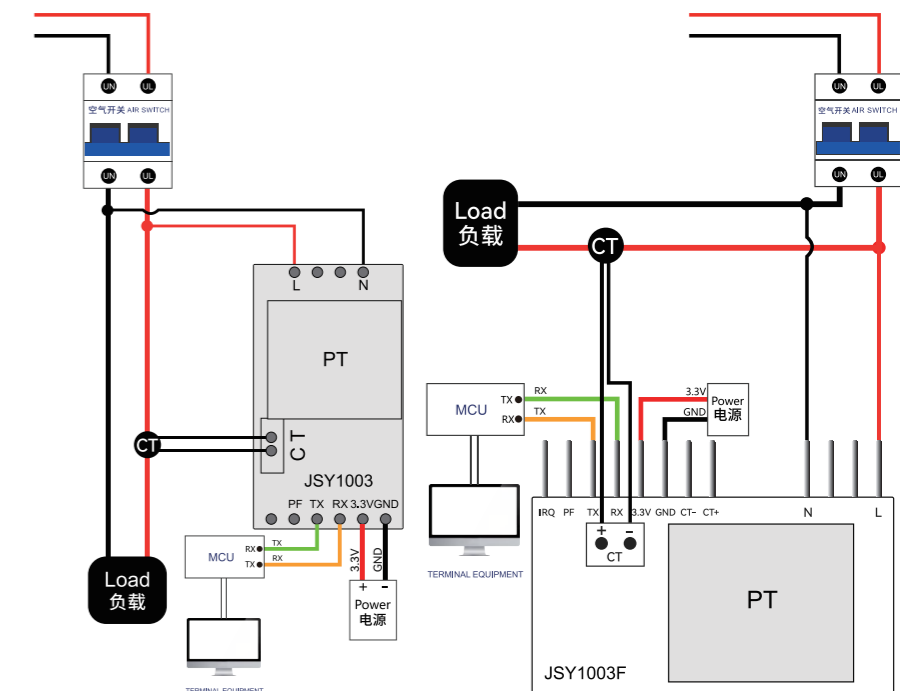 UN UL
空气开关 AIR SWITCH
UN UL
L N
PT
CT
CT
JSY1003
PF TX RX 3.3V GND
TX
RX
MCU
RX
TX
3.3V
GND
+ -
Power
电源
Load
负载
TERMINAL EQUIPMENT
UN UL
空气开关 AIR SWITCH
UN UL
Load
负载
CT
MCU
TX
RX
RX
TX
3.3V
GND
Power
电源
TERMINAL EQUIPMENT
IRQ PF TX RX 3.3V GND CT- CT+ N L
+ -
CT
PT
JSY1003F